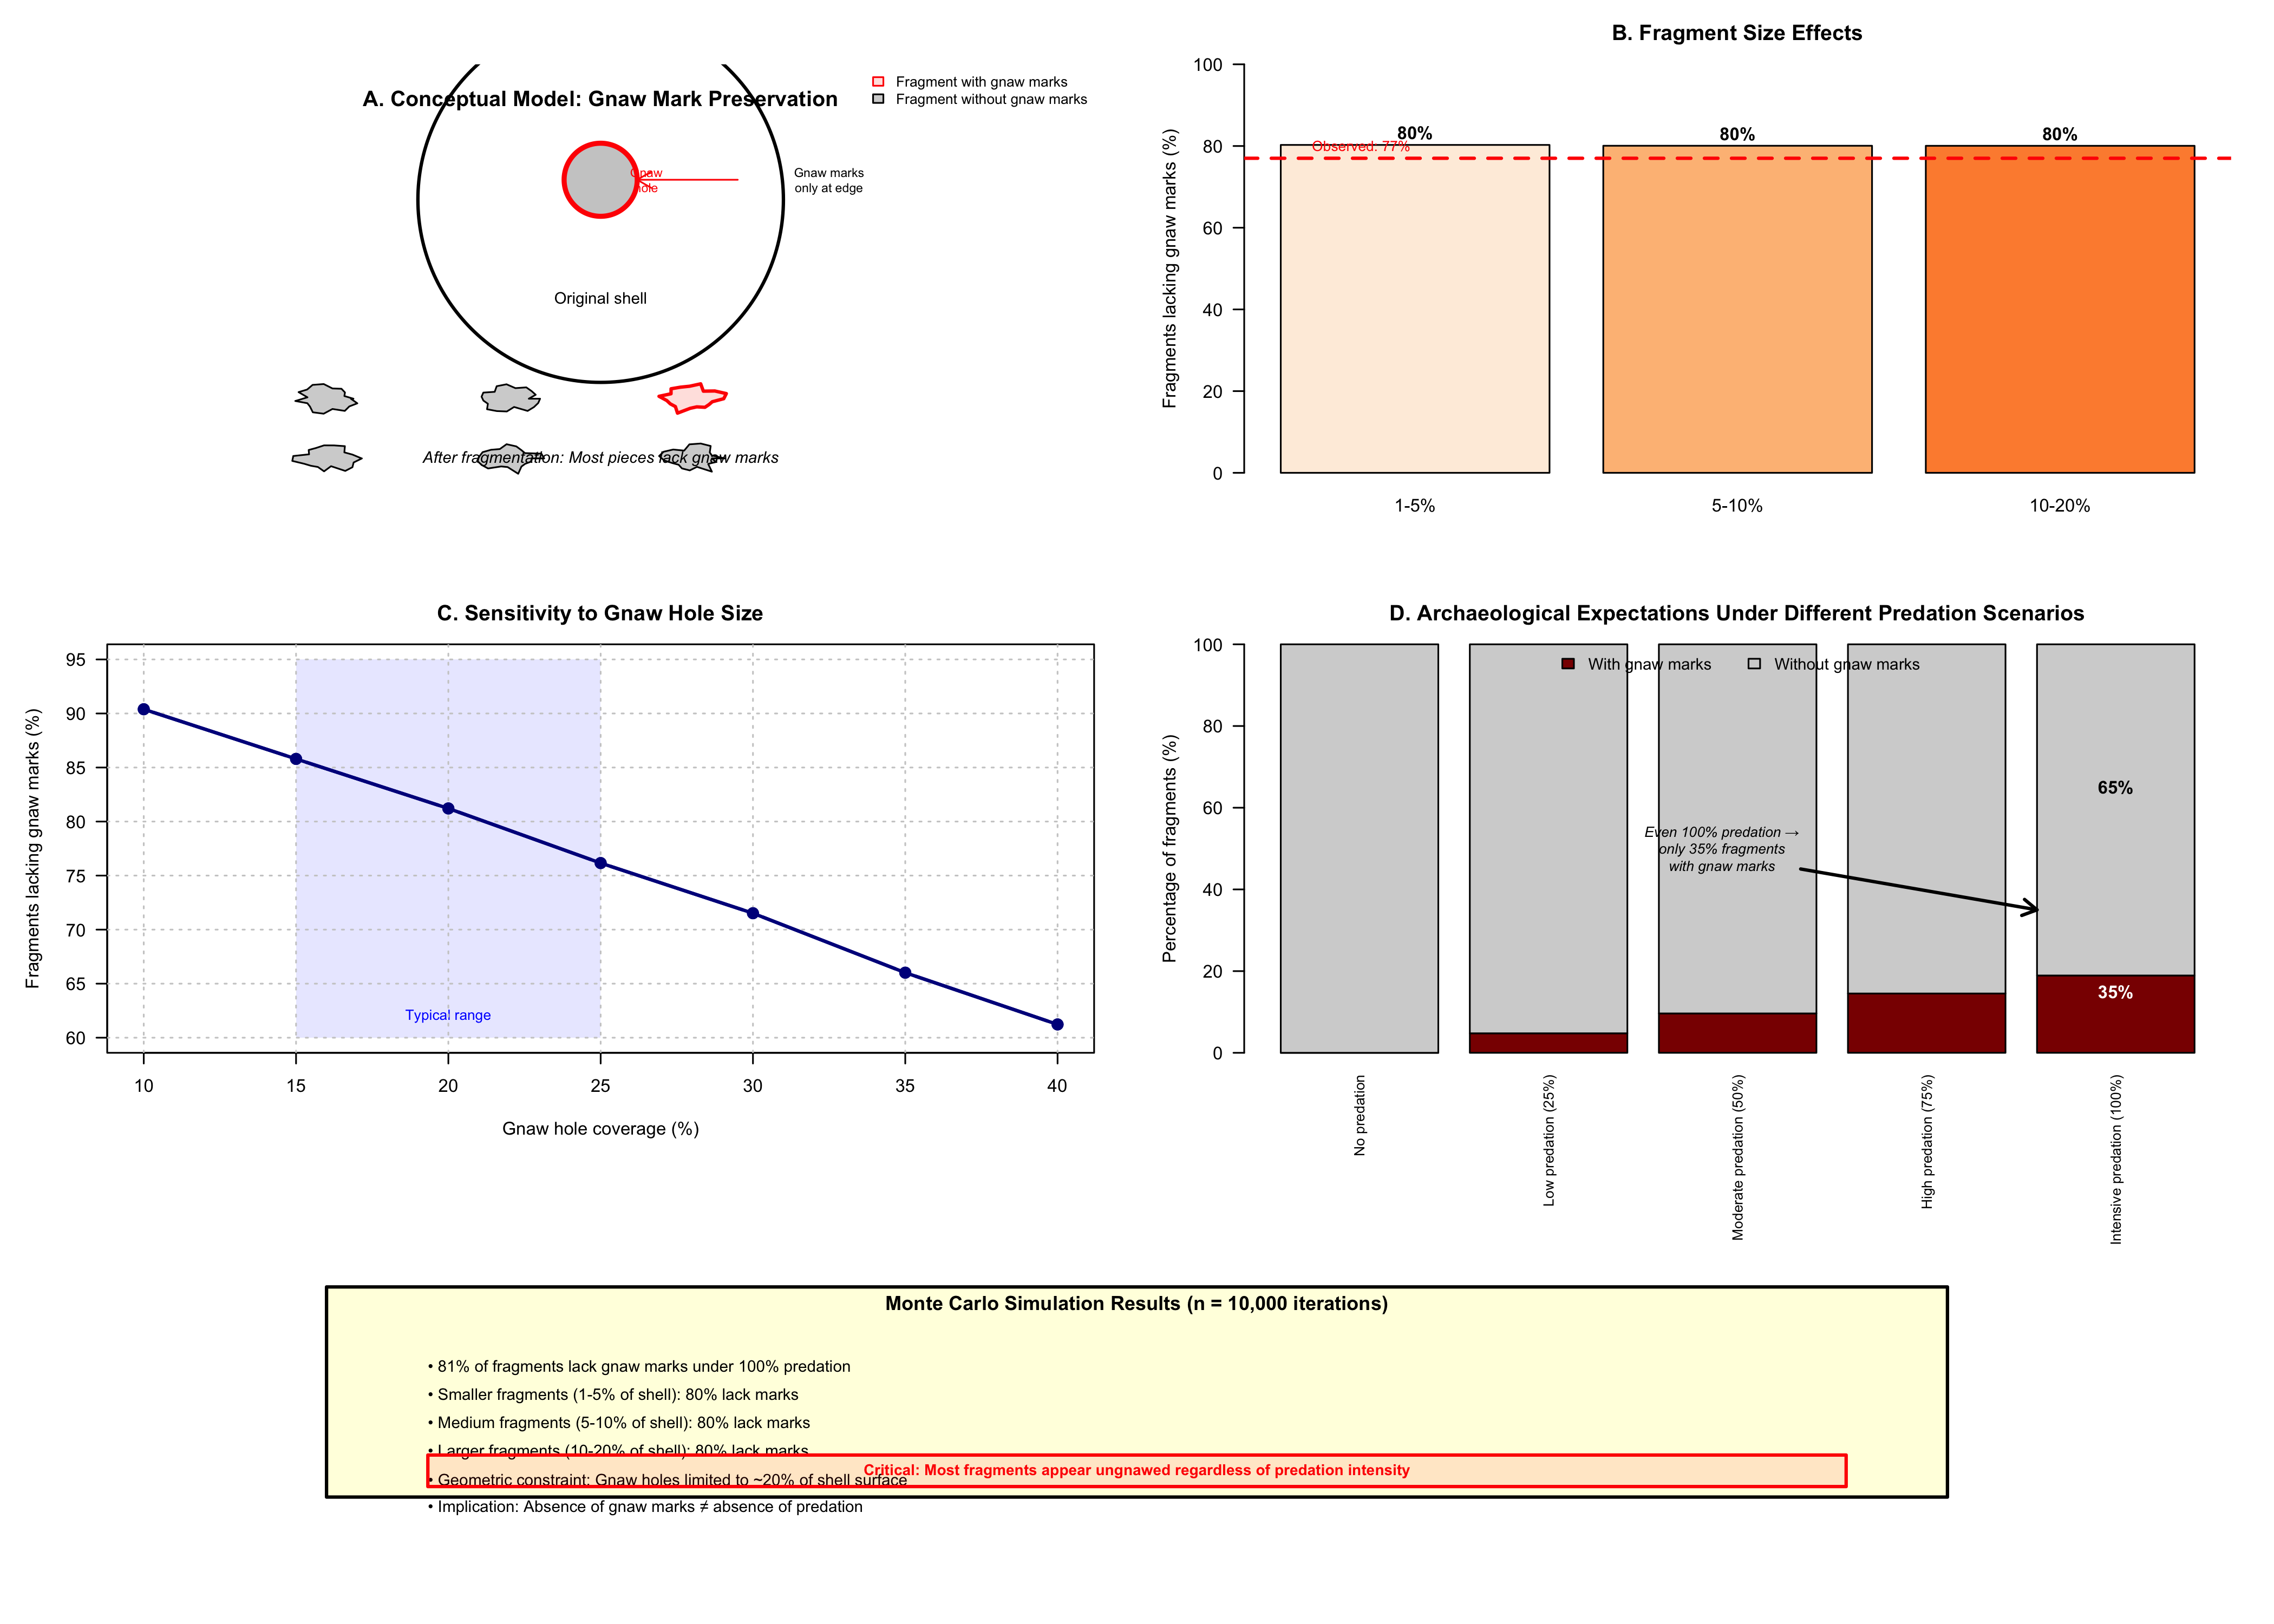 A. Conceptual Model: Gnaw Mark Preservation
Fragment with gnaw marks
Fragment without gnaw marks
Gnaw
hole
Gnaw marks
only at edge
Original shell
After fragmentation: Most pieces lack gnaw marks
B. Fragment Size Effects
Fragments lacking gnaw marks (%)
100
80
60
40
20
0
80%
80%
80%
Observed: 77%
1-5%
5-10%
10-20%
C. Sensitivity to Gnaw Hole Size
Fragments lacking gnaw marks (%)
95
90
85
80
75
70
65
60
Typical range
10
15
20
25
30
35
40
Gnaw hole coverage (%)
D. Archaeological Expectations Under Different Predation Scenarios
Percentage of fragments (%)
100
80
60
40
20
0
With gnaw marks
Without gnaw marks
65%
Even 100% predation →
only 35% fragments
with gnaw marks
35%
No predation
Low predation (25%)
Moderate predation (50%)
High predation (75%)
Intensive predation (100%)
Monte Carlo Simulation Results (n = 10,000 iterations)
• 81% of fragments lack gnaw marks under 100% predation
• Smaller fragments (1-5% of shell): 80% lack marks
• Medium fragments (5-10% of shell): 80% lack marks
• Larger fragments (10-20% of shell): 80% lack marks
Critical: Most fragments appear ungnawed regardless of predation intensity
• Geometric constraint: Gnaw holes limited to ~20% of shell surface
• Implication: Absence of gnaw marks ≠ absence of predation